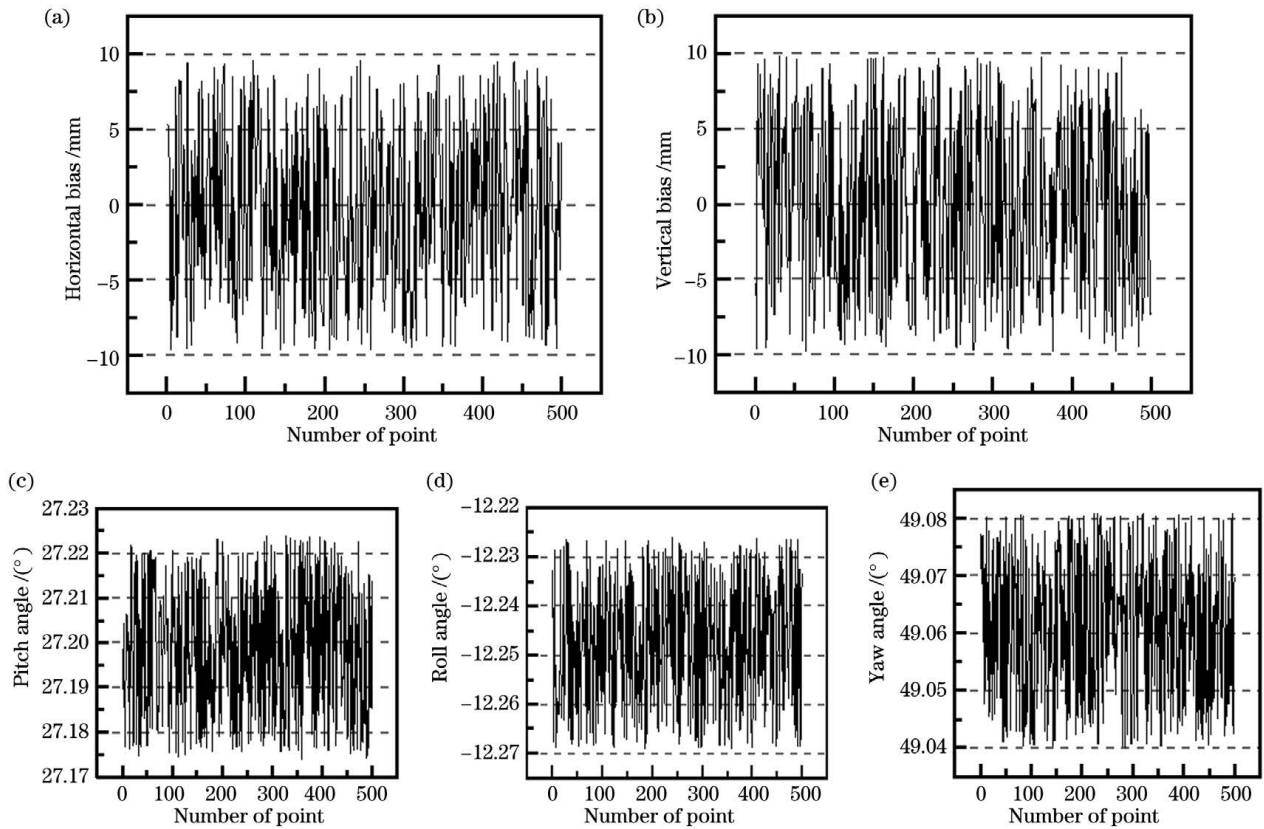 (a)
10
5
0
−5
−10
Horizontal bias /mm
0 100 200 300 400 500
Number of point
(b)
10
5
0
−5
−10
Vertical bias /mm
0 100 200 300 400 500
Number of point
(c)
27.23
27.22
27.21
27.20
27.19
27.18
27.17
Pitch angle /(°)
0 100 200 300 400 500
Number of point
(d)
−12.22
−12.23
−12.24
−12.25
−12.26
−12.27
Roll angle /(°)
0 100 200 300 400 500
Number of point
(e)
49.08
49.07
49.06
49.05
49.04
Yaw angle /(°)
0 100 200 300 400 500
Number of point